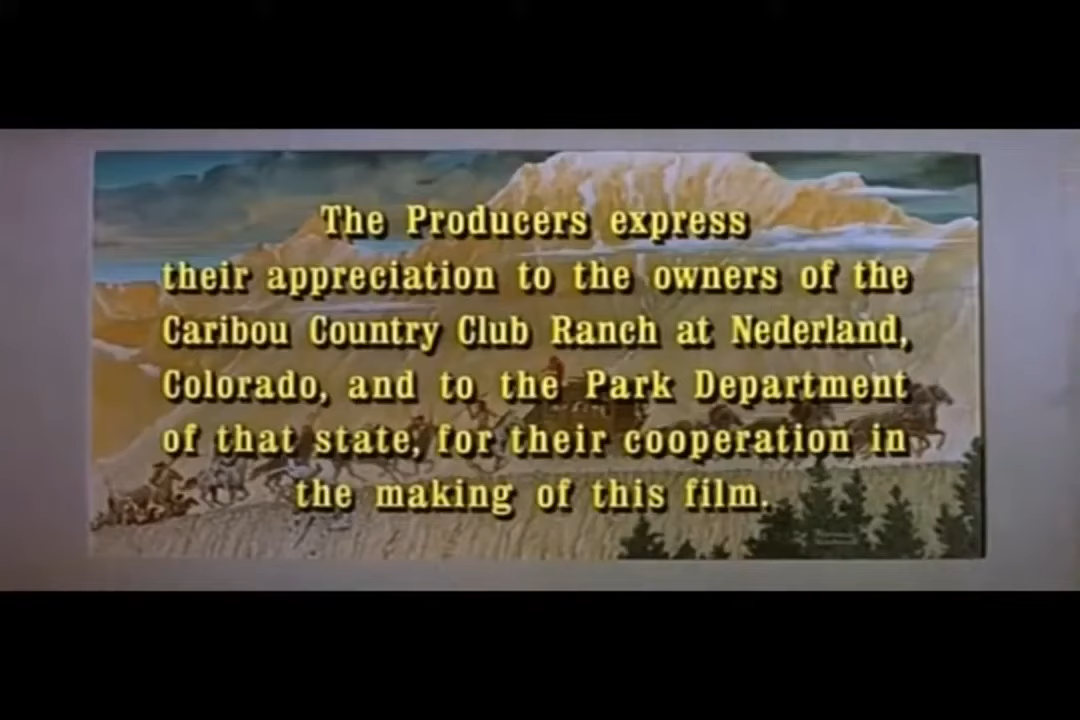 The Producers express
their appreciation to the owners of the
Caribou Country Club Ranch at Nederland,
Colorado, and to the Park Department
of that state, for their cooperation in
the making of this film.